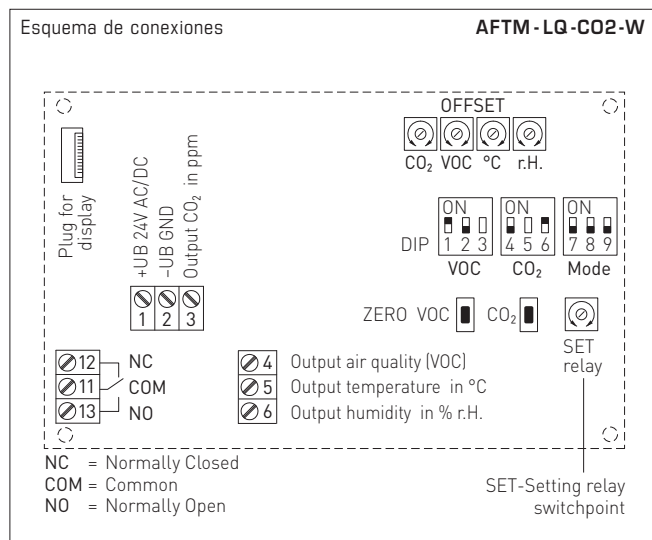 Esquema de conexiones
AFTM-LQ-CO2-W
OFFSET
CO₂ VOC °C r.H.
Plug for
display
+UB 24V AC/DC
-UB GND
Output CO₂ in ppm
1 2 3
ON ON ON
DIP 1 2 3 4 5 6 7 8 9
VOC CO₂ Mode
ZERO VOC CO₂
SET
relay
12 NC
11 COM
13 NO
4 Output air quality (VOC)
5 Output temperature in °C
6 Output humidity in % r.H.
NC = Normally Closed
COM = Common
NO = Normally Open
SET-Setting relay
switchpoint